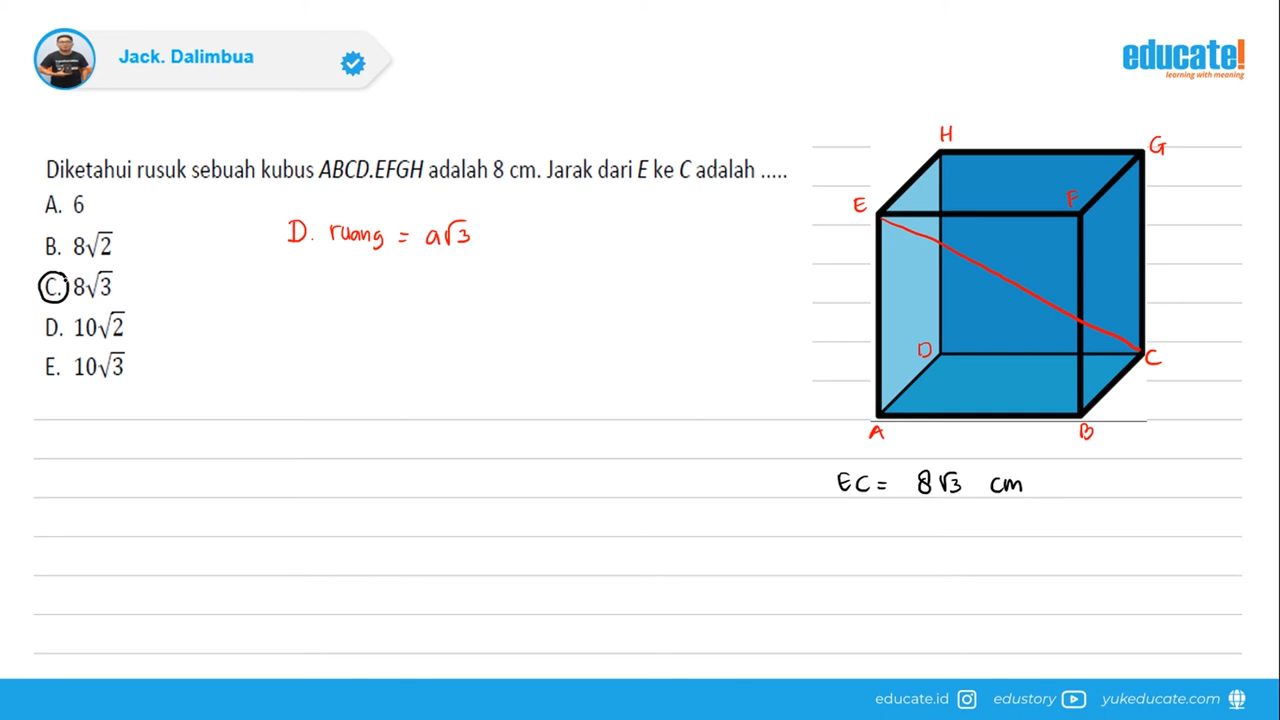 Jack. Dalimbua
educate!
learning with meaning
Diketahui rusuk sebuah kubus ABCD.EFGH adalah 8 cm. Jarak dari E ke C adalah .....
A. 6
B. 8√2
C. 8√3
D. 10√2
E. 10√3
D. ruang = a√3
H
G
E
F
D
C
A
B
EC = 8√3 cm
educate.id
edustory
yukeducate.com